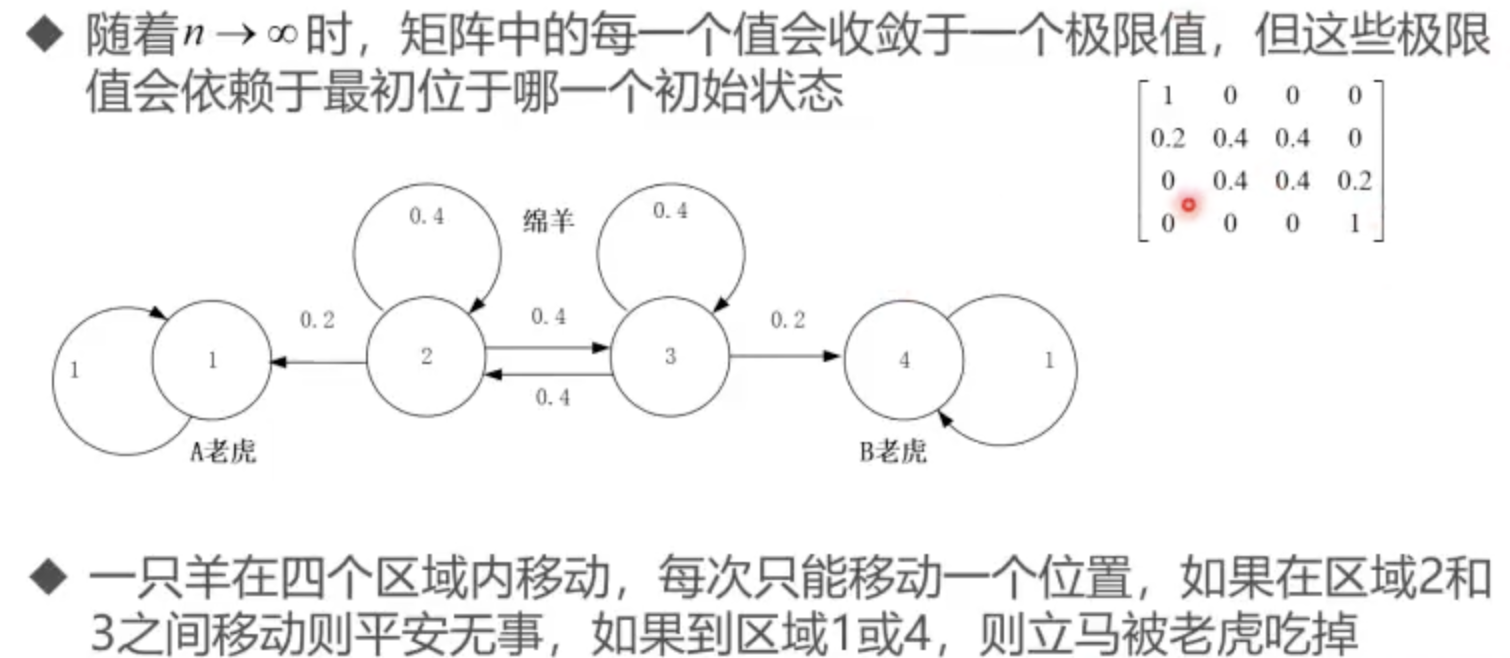 随着n → ∞时，矩阵中的每一个值会收敛于一个极限值，但这些极限
值会依赖于最初位于哪一个初始状态
1 0 0 0
0.2 0.4 0.4 0
0 0.4 0.4 0.2
0 0 0 1
0.4 绵羊 0.4
0.2 0.4 0.2
1 1 2 3 4 1
0.4
A老虎 B老虎
一只羊在四个区域内移动，每次只能移动一个位置，如果在区域2和
3之间移动则平安无事，如果到区域1或4，则立马被老虎吃掉